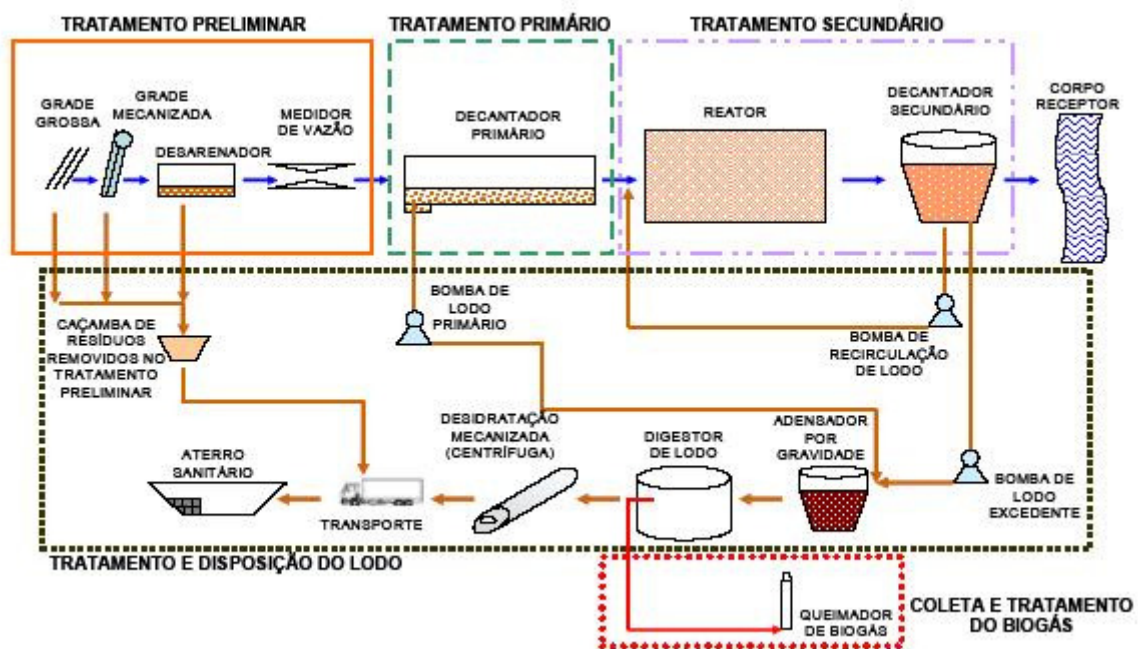 TRATAMENTO PRELIMINAR
TRATAMENTO PRIMÁRIO
TRATAMENTO SECUNDÁRIO
GRADE
GROSSA
GRADE
MECANIZADA
DESARENADOR
MEDIDOR
DE VAZÃO
DECANTADOR
PRIMÁRIO
REATOR
DECANTADOR
SECUNDÁRIO
CORPO
RECEPTOR
CAÇAMBA DE
RESÍDUOS
REMOVIDOS NO
TRATAMENTO
PRELIMINAR
BOMBA DE
LODO
PRIMÁRIO
BOMBA DE
RECIRCULAÇÃO
DE LODO
ATERRO
SANITÁRIO
TRANSPORTE
DESIDRATAÇÃO
MECANIZADA
(CENTRÍFUGA)
DIGESTOR
DE LODO
ADENSADOR
POR
GRAVIDADE
BOMBA DE
LODO
EXCEDENTE
TRATAMENTO E DISPOSIÇÃO DO LODO
QUEIMADOR
DE BIOGÁS
COLETA E TRATAMENTO
DO BIOGÁS